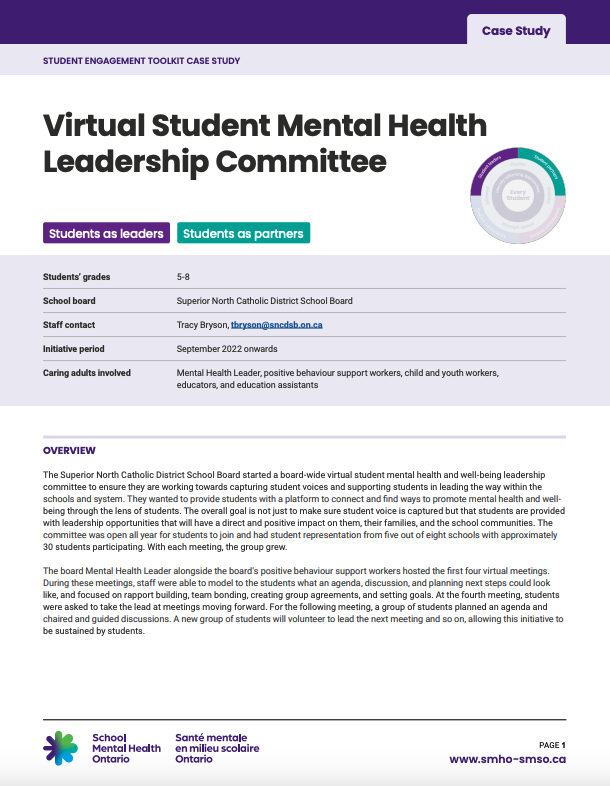 Case Study
STUDENT ENGAGEMENT TOOLKIT CASE STUDY
Virtual Student Mental Health
Leadership Committee
Student leaders
Student partners
Every
Student
Students as leaders
Students as partners
Students' grades
5-8
School board
Superior North Catholic District School Board
Staff contact
Tracy Bryson, tbryson@sncdsb.on.ca
Initiative period
September 2022 onwards
Caring adults involved
Mental Health Leader, positive behaviour support workers, child and youth workers,
educators, and education assistants
OVERVIEW
The Superior North Catholic District School Board started a board-wide virtual student mental health and well-being leadership
committee to ensure they are working towards capturing student voices and supporting students in leading the way within the
schools and system. They wanted to provide students with a platform to connect and find ways to promote mental health and well-
being through the lens of students. The overall goal is not just to make sure student voice is captured but that students are provided
with leadership opportunities that will have a direct and positive impact on them, their families, and the school communities. The
committee was open all year for students to join and had student representation from five out of eight schools with approximately
30 students participating. With each meeting, the group grew.
The board Mental Health Leader alongside the board's positive behaviour support workers hosted the first four virtual meetings.
During these meetings, staff were able to model to the students what an agenda, discussion, and planning next steps could look
like, and focused on rapport building, team bonding, creating group agreements, and setting goals. At the fourth meeting, students
were asked to take the lead at meetings moving forward. For the following meeting, a group of students planned an agenda and
chaired and guided discussions. A new group of students will volunteer to lead the next meeting and so on, allowing this initiative to
be sustained by students.
School
Mental Health
Ontario
Santé mentale
en milieu scolaire
Ontario
PAGE 1
www.smho-smso.ca